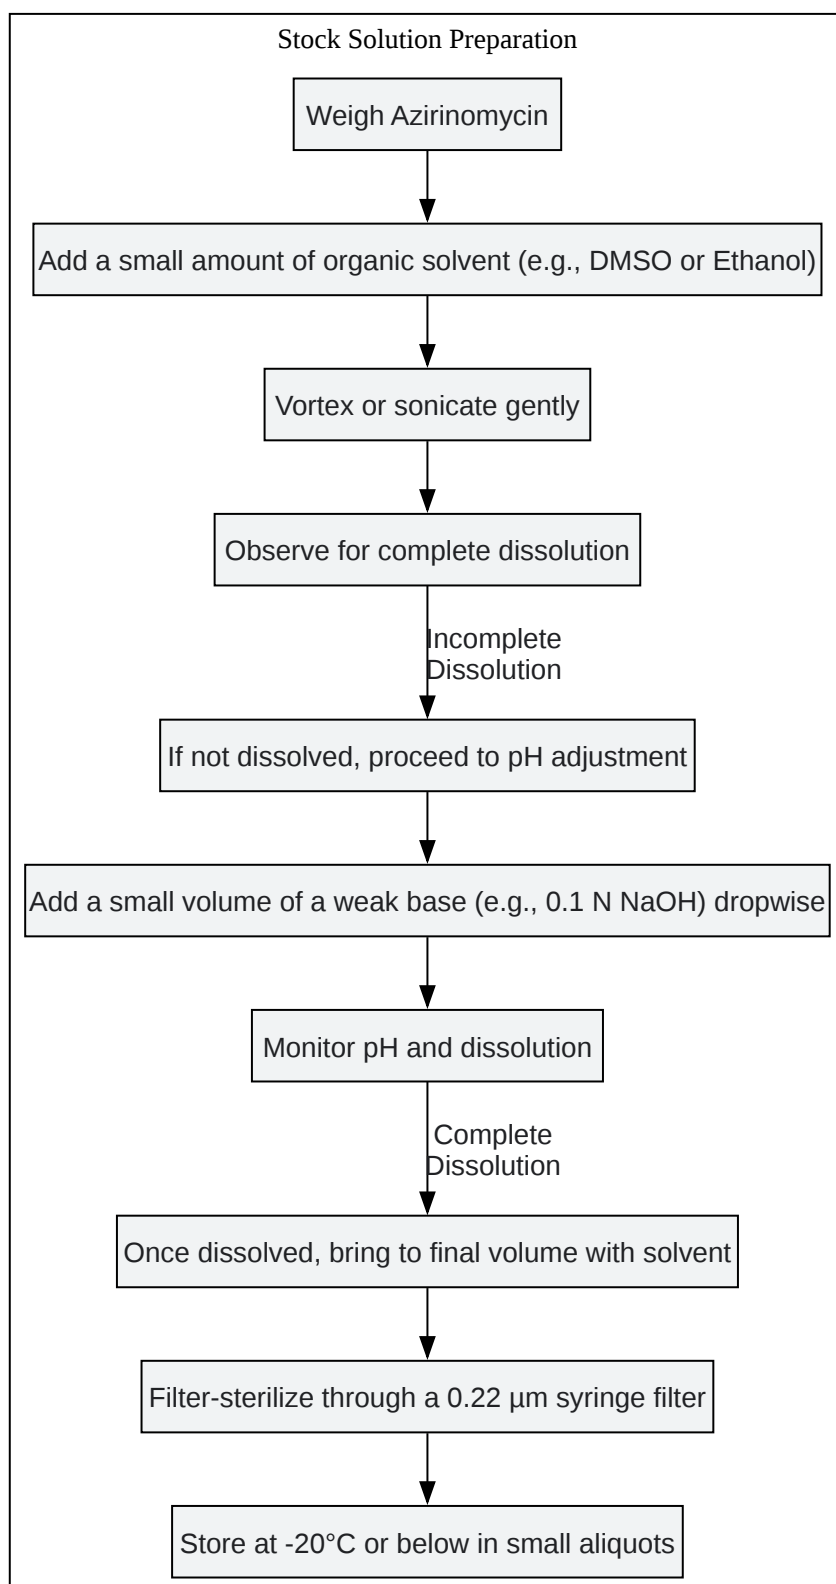 Stock Solution Preparation
Weigh Azirinomycin
Add a small amount of organic solvent (e.g., DMSO or Ethanol)
Vortex or sonicate gently
Observe for complete dissolution
Incomplete
Dissolution
If not dissolved, proceed to pH adjustment
Add a small volume of a weak base (e.g., 0.1 N NaOH) dropwise
Monitor pH and dissolution
Complete
Dissolution
Once dissolved, bring to final volume with solvent
Filter-sterilize through a 0.22 µm syringe filter
Store at -20°C or below in small aliquots